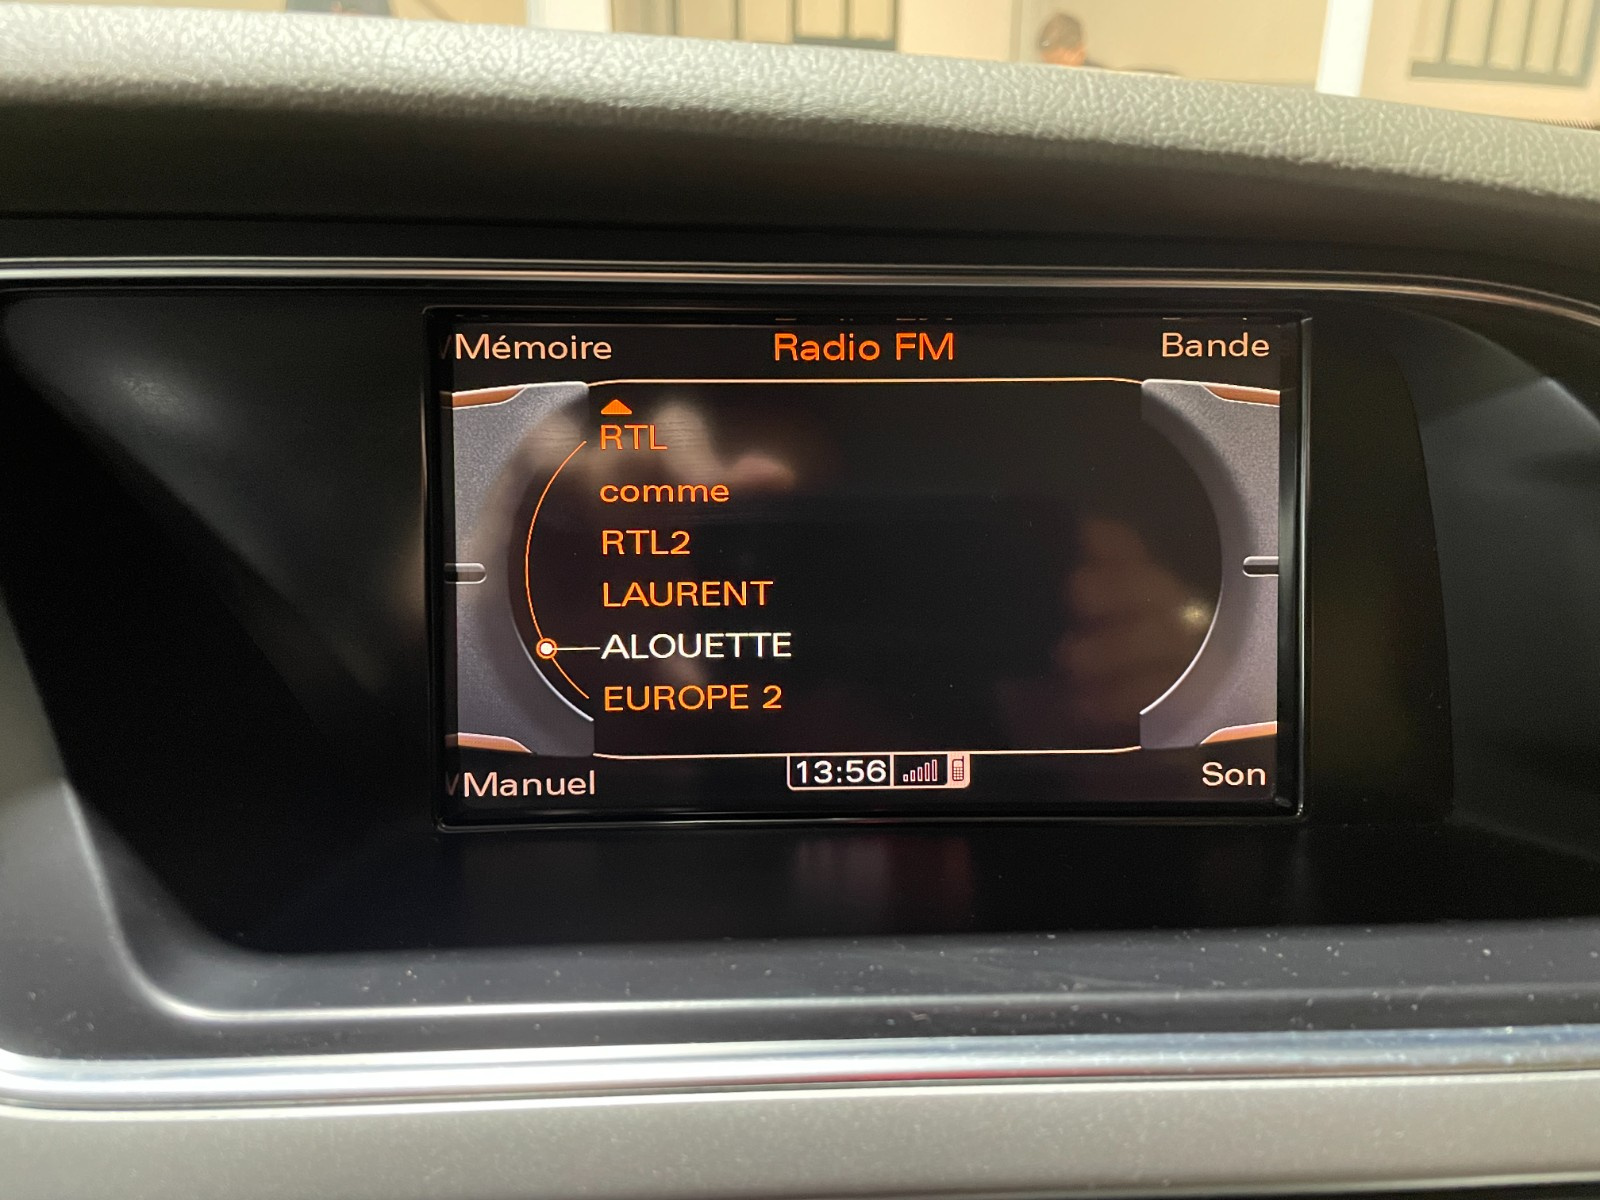 Mémoire Radio FM Bande
RTL
comme
RTL2
LAURENT
ALOUETTE
EUROPE 2
Manuel 13:56 Son